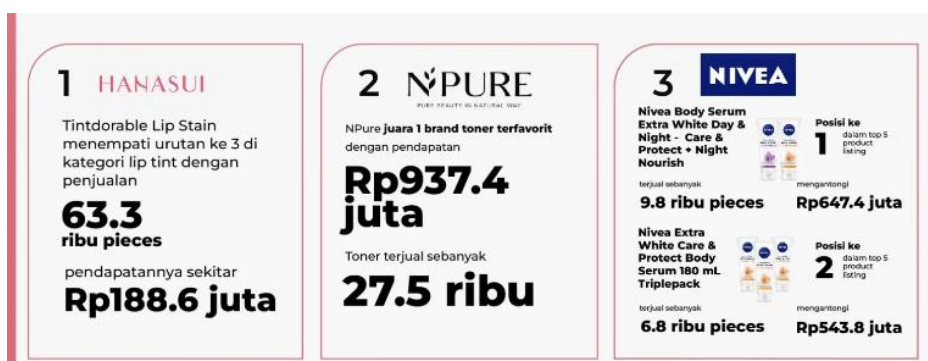 1 HANASUI
Tintdorable Lip Stain
menempati urutan ke 3 di
kategori lip tint dengan
penjualan
63.3
ribu pieces
pendapatannya sekitar
Rp188.6 juta
2 NPURE
PURE BEAUTY IN NATURAL WAY
NPure juara 1 brand toner terfavorit
dengan pendapatan
Rp937.4
juta
Toner terjual sebanyak
27.5 ribu
3 NIVEA
Nivea Body Serum
Extra White Day &
Night - Care &
Protect + Night
Nourish
Posisi ke
1 dalam top 5
product
listing
terjual sebanyak
9.8 ribu pieces
mengantongi
Rp647.4 juta
Nivea Extra
White Care &
Protect Body
Serum 180 mL
Triplepack
Posisi ke
2 dalam top 5
product
listing
terjual sebanyak
6.8 ribu pieces
mengantongi
Rp543.8 juta